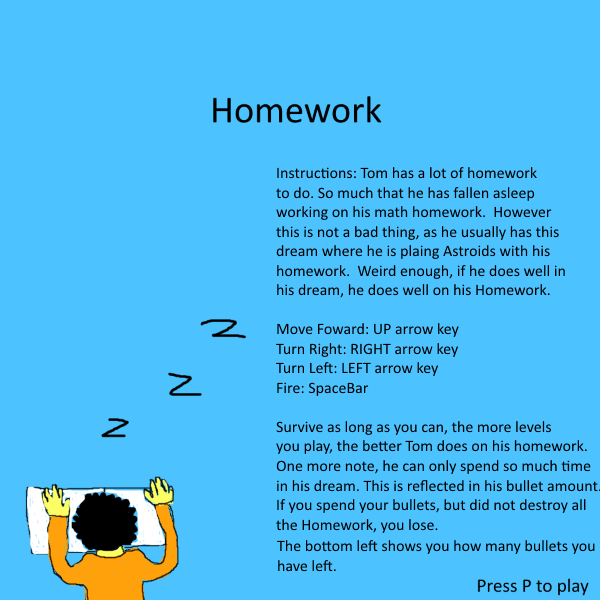 Homework
Instructions: Tom has a lot of homework
to do. So much that he has fallen asleep
working on his math homework.  However
this is not a bad thing, as he usually has this
dream where he is plaing Astroids with his
homework.  Weird enough, if he does well in
his dream, he does well on his Homework.
Move Foward: UP arrow key
Turn Right: RIGHT arrow key
Turn Left: LEFT arrow key
Fire: SpaceBar
Z
Z
Z
Survive as long as you can, the more levels
you play, the better Tom does on his homework.
One more note, he can only spend so much time
in his dream. This is reflected in his bullet amount.
If you spend your bullets, but did not destroy all
the Homework, you lose.
The bottom left shows you how many bullets you
have left.
Press P to play